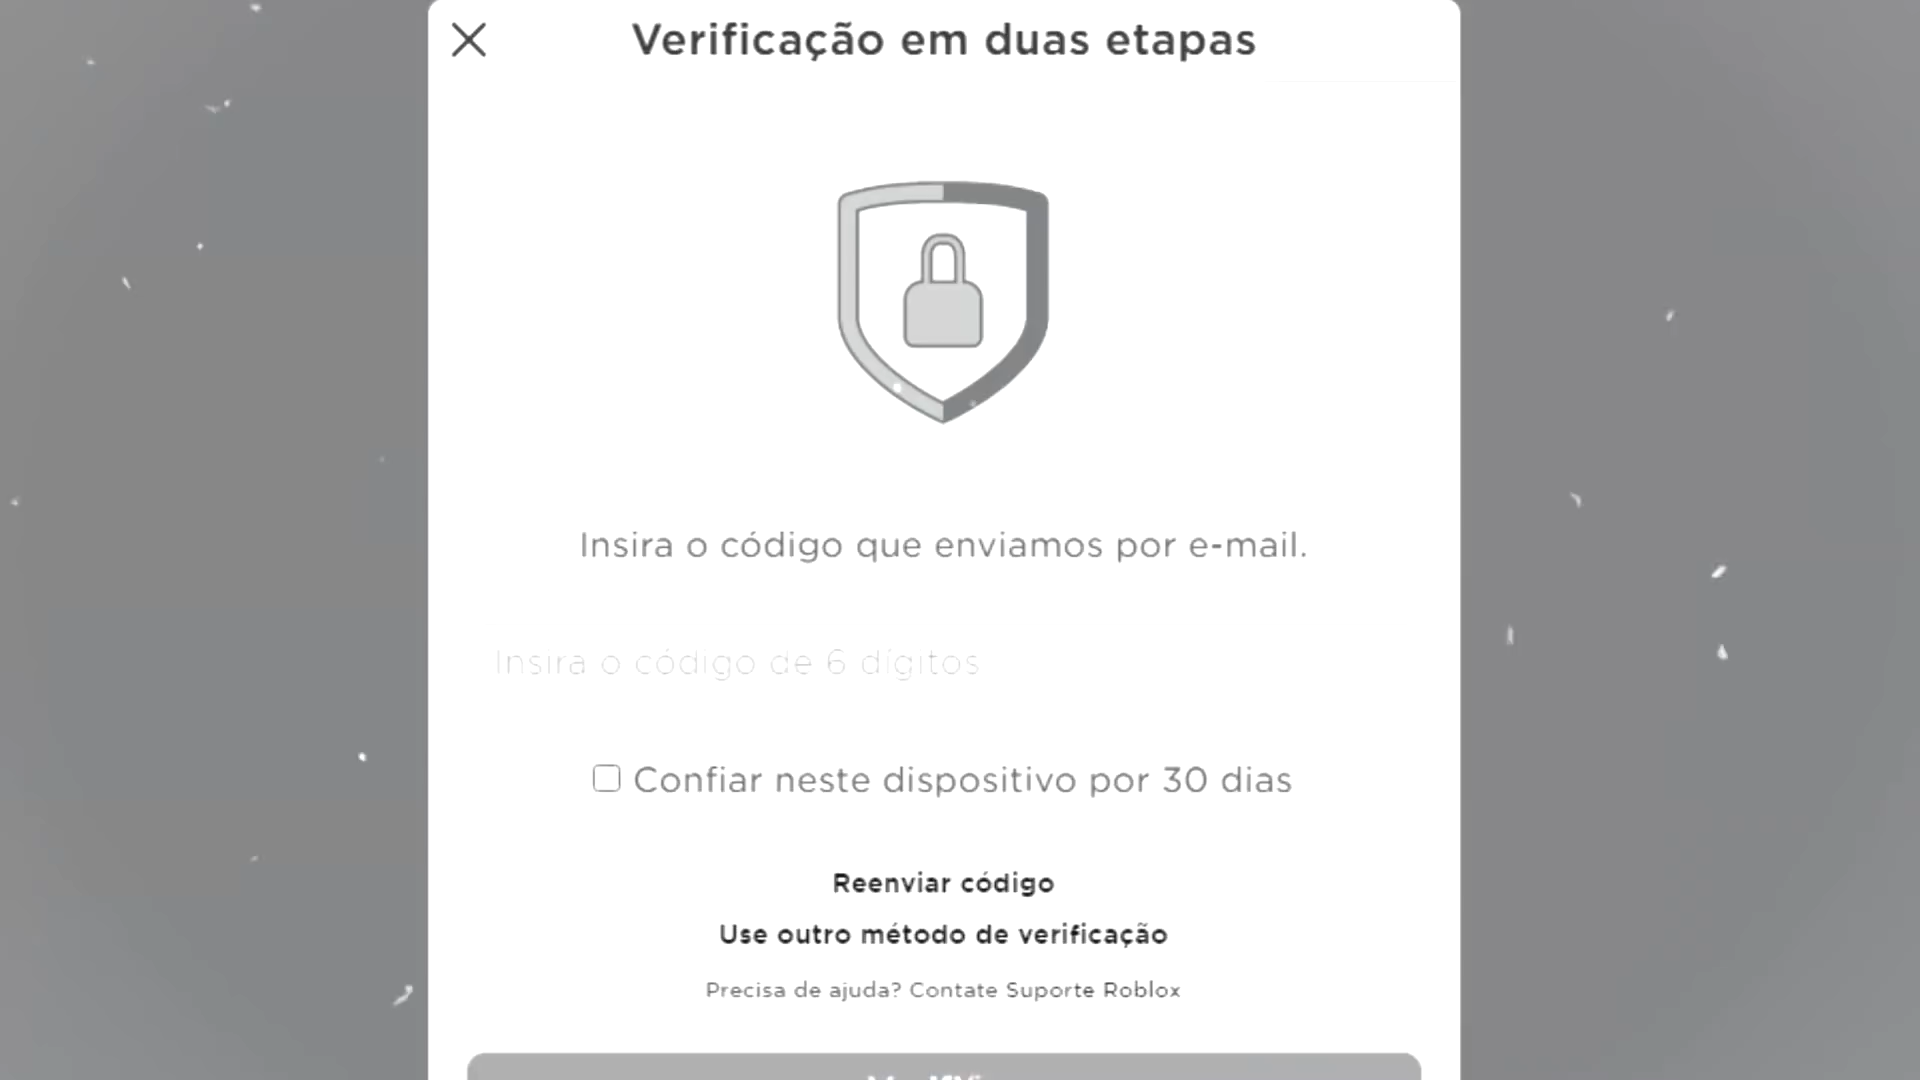 Verificação em duas etapas
Insira o código que enviamos por e-mail.
Insira o código de 6 dígitos
Confiar neste dispositivo por 30 dias
Reenviar código
Use outro método de verificação
Precisa de ajuda? Contate Suporte Roblox